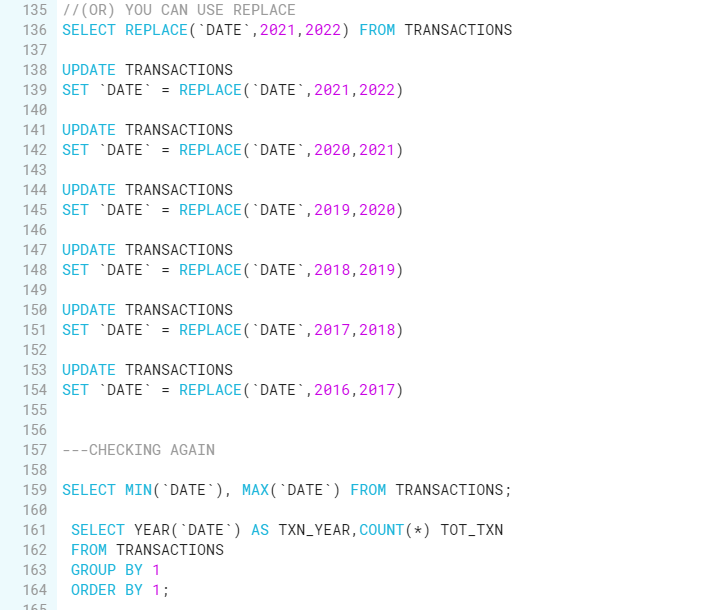 135 //(OR) YOU CAN USE REPLACE
136 SELECT REPLACE(`DATE`,2021,2022) FROM TRANSACTIONS
137
138 UPDATE TRANSACTIONS
139 SET `DATE` = REPLACE(`DATE`,2021,2022)
140
141 UPDATE TRANSACTIONS
142 SET `DATE` = REPLACE(`DATE`,2020,2021)
143
144 UPDATE TRANSACTIONS
145 SET `DATE` = REPLACE(`DATE`,2019,2020)
146
147 UPDATE TRANSACTIONS
148 SET `DATE` = REPLACE(`DATE`,2018,2019)
149
150 UPDATE TRANSACTIONS
151 SET `DATE` = REPLACE(`DATE`,2017,2018)
152
153 UPDATE TRANSACTIONS
154 SET `DATE` = REPLACE(`DATE`,2016,2017)
155
156
157 ---CHECKING AGAIN
158
159 SELECT MIN(`DATE`), MAX(`DATE`) FROM TRANSACTIONS;
160
161 SELECT YEAR(`DATE`) AS TXN_YEAR,COUNT(*) TOT_TXN
162 FROM TRANSACTIONS
163 GROUP BY 1
164 ORDER BY 1;
165